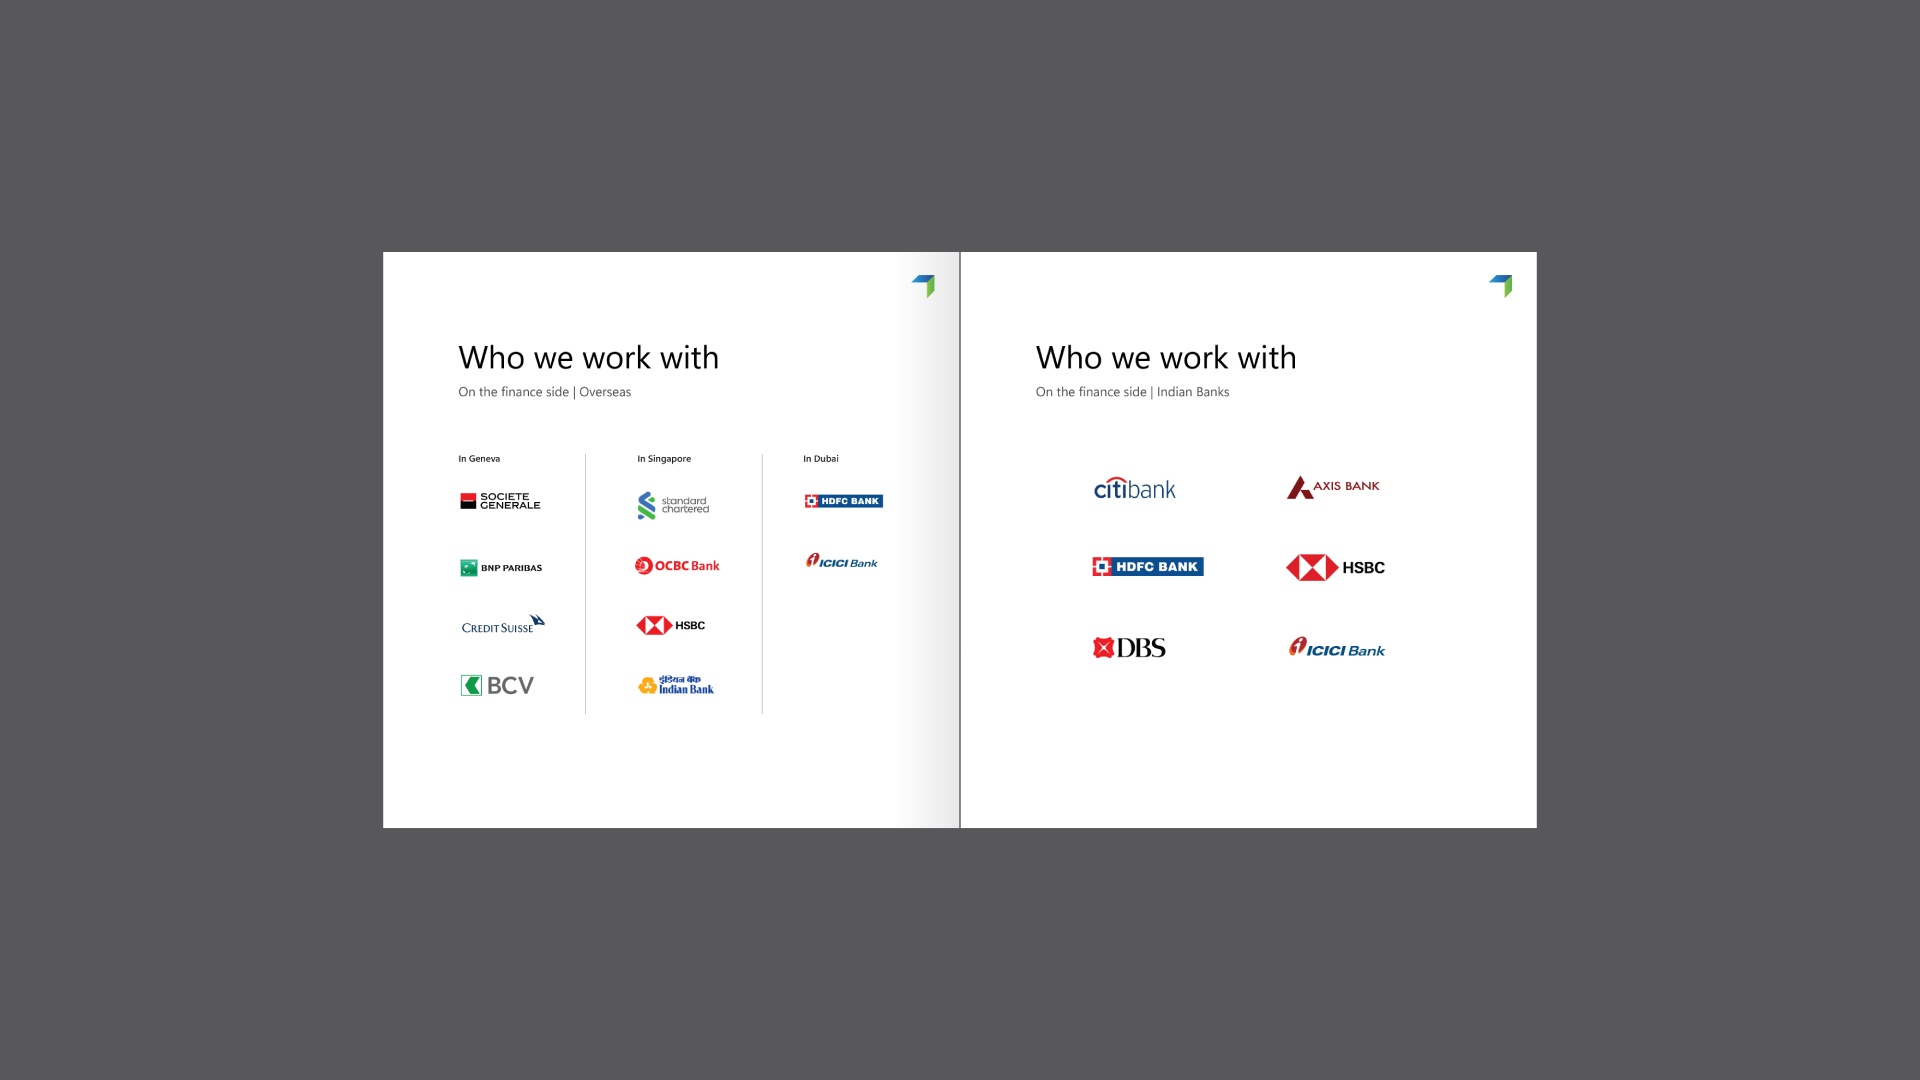 Who we work with
On the finance side | Overseas
In Geneva
SOCIETE
GENERALE
BNP PARIBAS
CREDIT SUISSE
BCV
In Singapore
standard
chartered
OCBC Bank
HSBC
इंडियन बैंक
Indian Bank
In Dubai
HDFC BANK
ICICI Bank
Who we work with
On the finance side | Indian Banks
citibank
AXIS BANK
HDFC BANK
HSBC
DBS
ICICI Bank